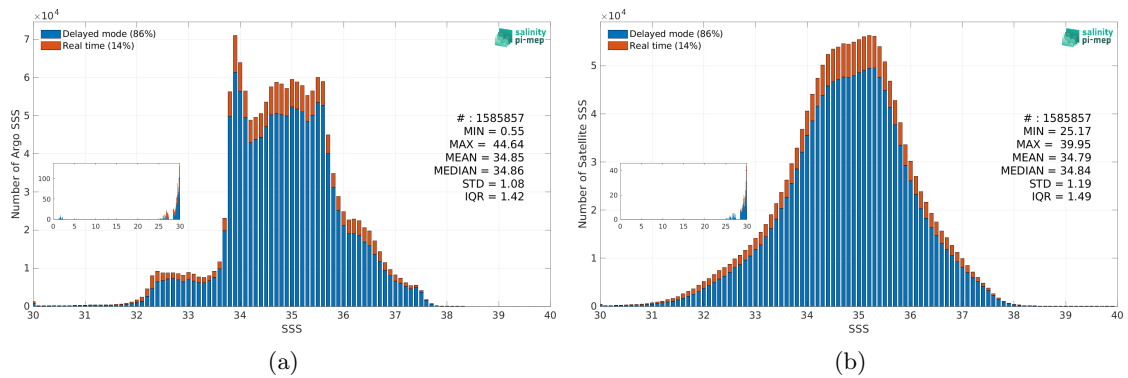 ×10⁴
Delayed mode (86%)
Real time (14%)
salinity
pi-mep
Number of Argo SSS
7
6
5
4
3
2
1
0
# : 1585857
MIN = 0.55
MAX = 44.64
MEAN = 34.85
MEDIAN = 34.86
STD = 1.08
IQR = 1.42
100
50
0
0 5 10 15 20 25 30
30 31 32 33 34 35 36 37 38 39 40
SSS
(a)
×10⁴
Delayed mode (86%)
Real time (14%)
salinity
pi-mep
Number of Satellite SSS
5
4
3
2
1
0
# : 1585857
MIN = 25.17
MAX = 39.95
MEAN = 34.79
MEDIAN = 34.84
STD = 1.19
IQR = 1.49
40
20
0
0 5 10 15 20 25 30
30 31 32 33 34 35 36 37 38 39 40
SSS
(b)